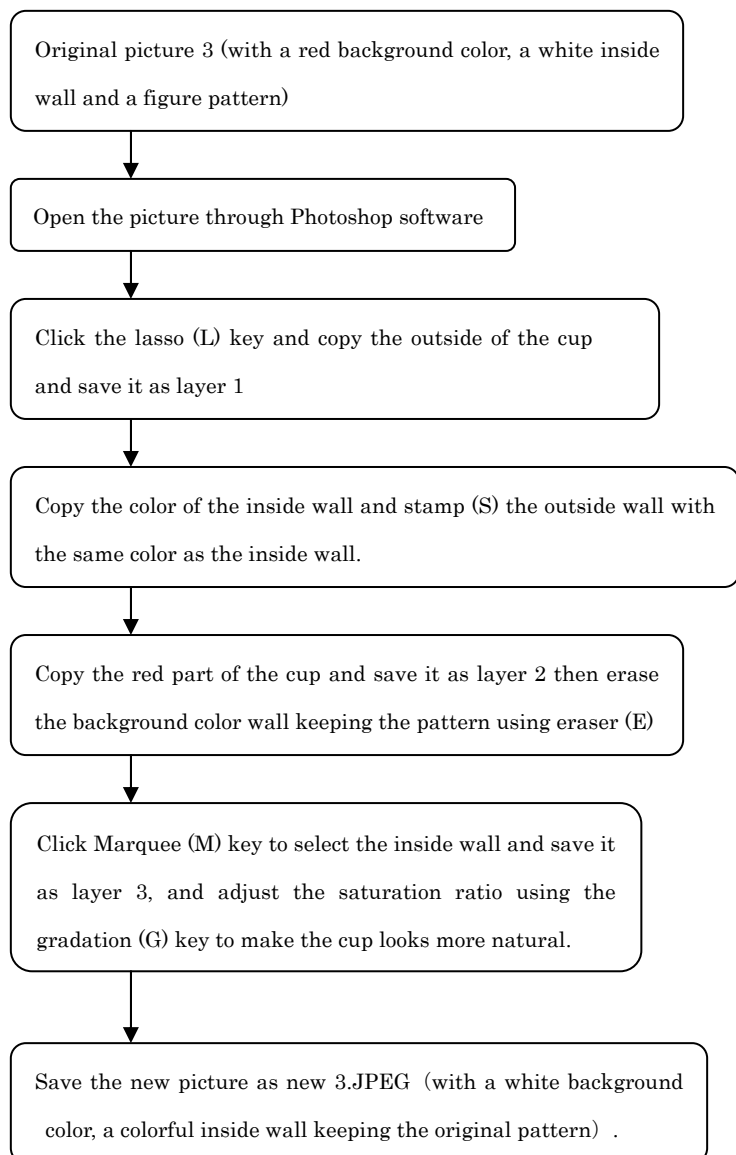 Original picture 3 (with a red background color, a white inside
wall and a figure pattern)
Open the picture through Photoshop software
Click the lasso (L) key and copy the outside of the cup
and save it as layer 1
Copy the color of the inside wall and stamp (S) the outside wall with
the same color as the inside wall.
Copy the red part of the cup and save it as layer 2 then erase
the background color wall keeping the pattern using eraser (E)
Click Marquee (M) key to select the inside wall and save it
as layer 3, and adjust the saturation ratio using the
gradation (G) key to make the cup looks more natural.
Save the new picture as new 3.JPEG（with a white background
color, a colorful inside wall keeping the original pattern）.